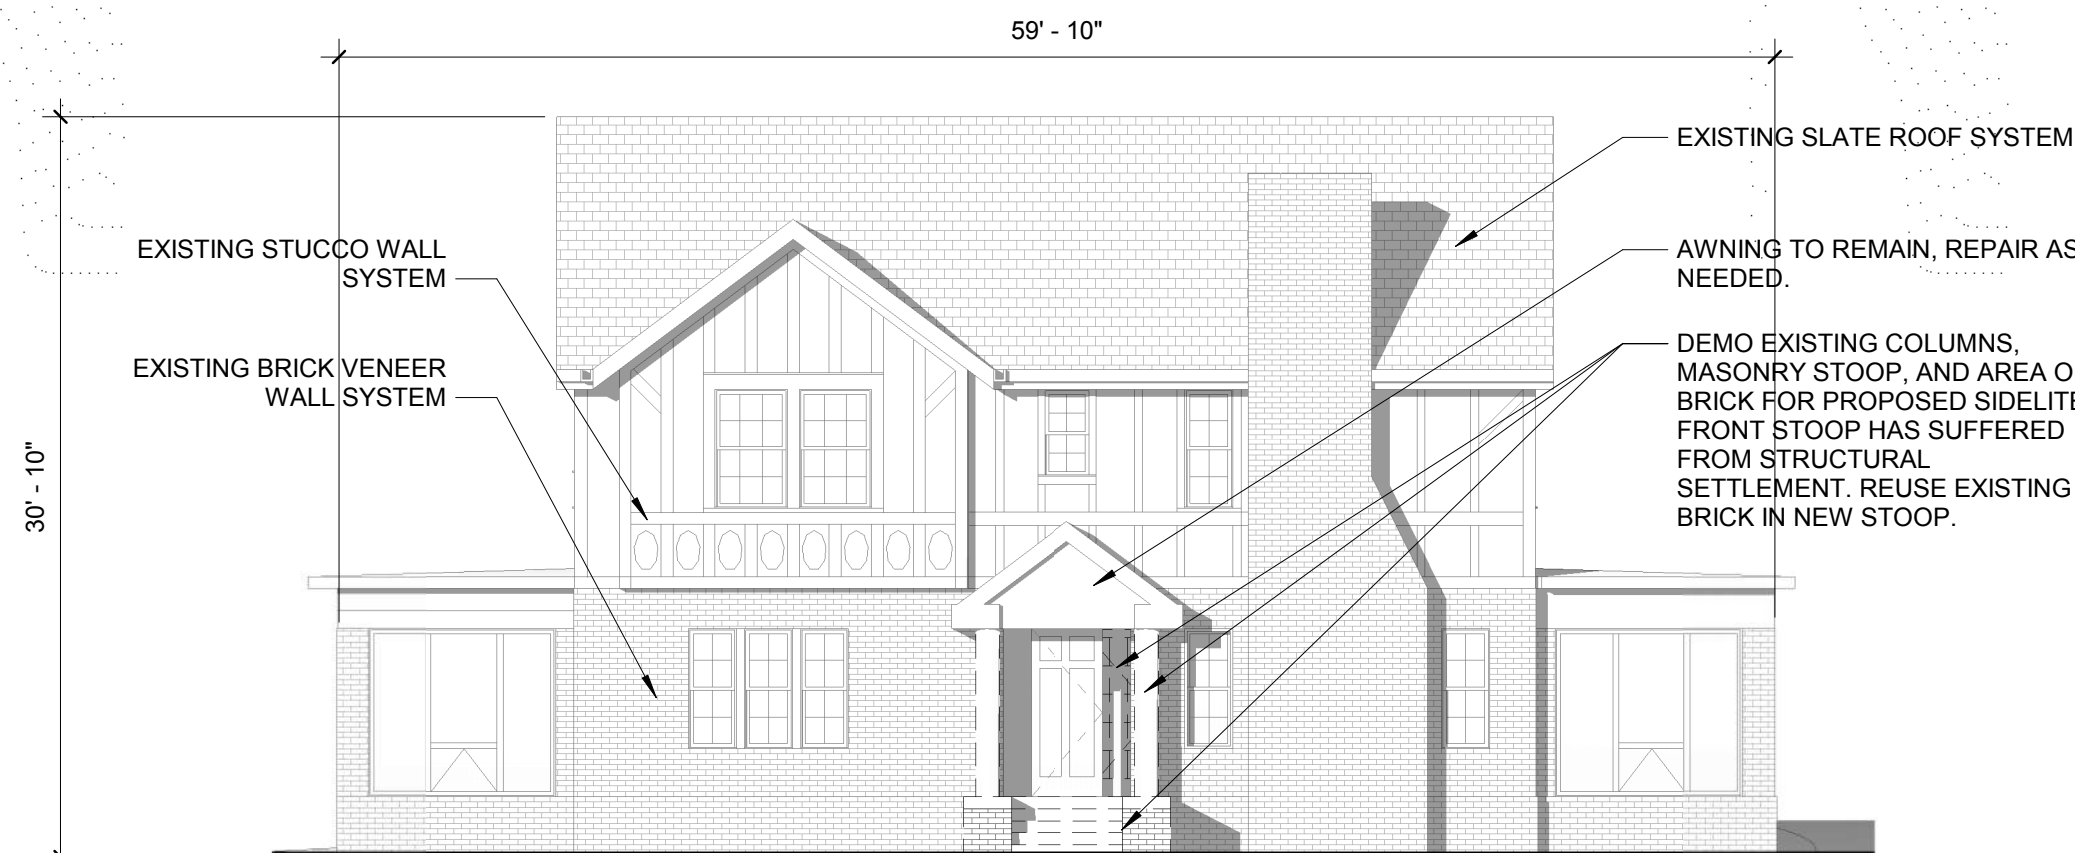 59' - 10"
EXISTING SLATE ROOF SYSTEM
EXISTING STUCCO WALL
SYSTEM
AWNING TO REMAIN, REPAIR AS
NEEDED.
EXISTING BRICK VENEER
WALL SYSTEM
DEMO EXISTING COLUMNS,
MASONRY STOOP, AND AREA O
BRICK FOR PROPOSED SIDELITE
FRONT STOOP HAS SUFFERED
FROM STRUCTURAL
SETTLEMENT. REUSE EXISTING
BRICK IN NEW STOOP.
30' - 10"